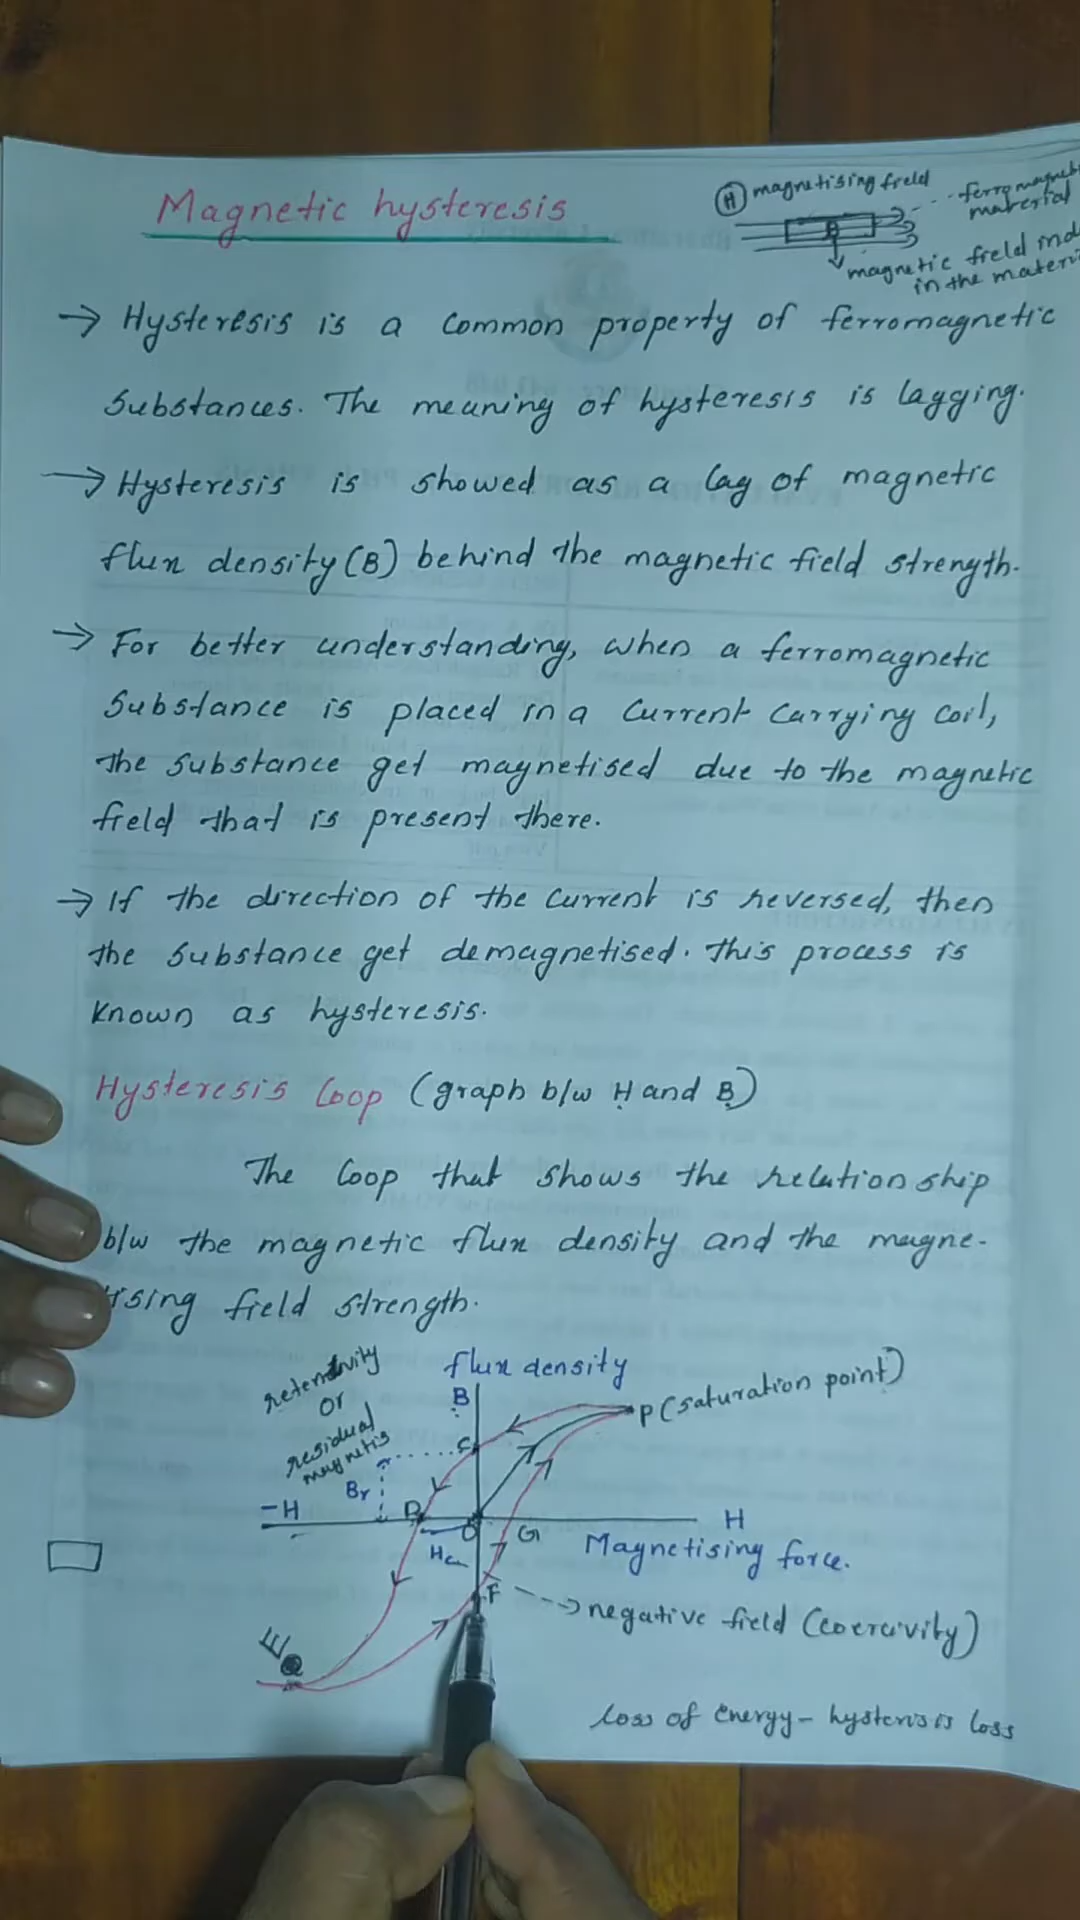 Magnetic hysteresis
(H) magnetising field
ferromagneti
material
B
magnetic field ind
in the materi
→ Hysteresis is a common property of ferromagnetic
substances. The meaning of hysteresis is lagging.
→ Hysteresis is showed as a lag of magnetic
flux density (B) behind the magnetic field strength.
→ For better understanding, when a ferromagnetic
substance is placed in a current carrying coil,
the substance get magnetised due to the magnetic
field that is present there.
→ If the direction of the current is reversed, then
the substance get demagnetised. This process is
known as hysteresis.
Hysteresis Loop (graph b/w H and B)
The loop that shows the relationship
b/w the magnetic flux density and the magne-
tising field strength.
retentivity
or
residual
magnetis
flux density
B
P (saturation point)
C
Br
-H
D
O
G
H
Hc
Magnetising force.
F
negative field (coercivity)
E
loss of energy - hysterisis loss